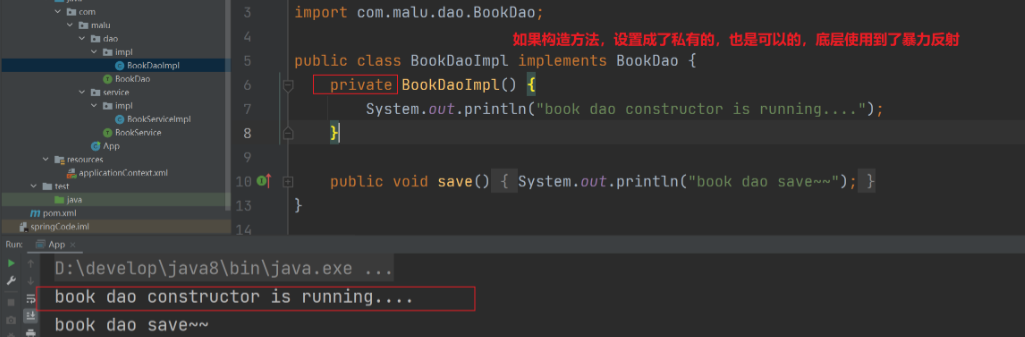 java
com
malu
dao
impl
BookDaoImpl
BookDao
service
impl
BookServiceImpl
BookService
App
resources
applicationContext.xml
test
java
pom.xml
springCode.iml
3 import com.malu.dao.BookDao;
4
如果构造方法，设置成了私有的，也是可以的，底层使用到了暴力反射
5 public class BookDaoImpl implements BookDao {
6 private BookDaoImpl() {
7 System.out.println("book dao constructor is running....");
8 }
9
10 public void save() { System.out.println("book dao save~~"); }
13 }
14
Run: App ×
D:\develop\java8\bin\java.exe ...
book dao constructor is running....
book dao save~~